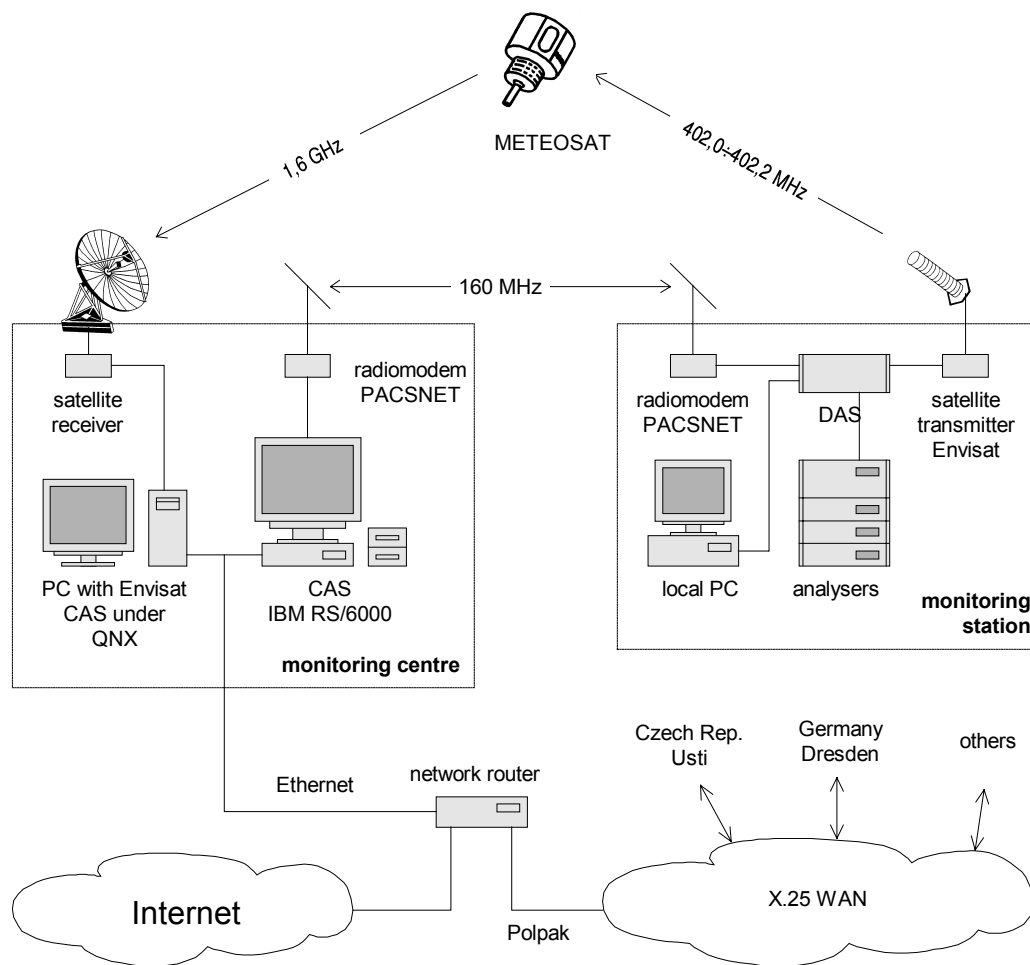 METEOSAT
1,6 GHz
402,0÷402,2 MHz
160 MHz
satellite
receiver
radiomodem
PACSNET
PC with Envisat
CAS under
QNX
CAS
IBM RS/6000
monitoring centre
radiomodem
PACSNET
DAS
satellite
transmitter
Envisat
local PC
analysers
monitoring
station
Ethernet
network router
Czech Rep.
Usti
Germany
Dresden
others
Internet
Polpak
X.25 WAN